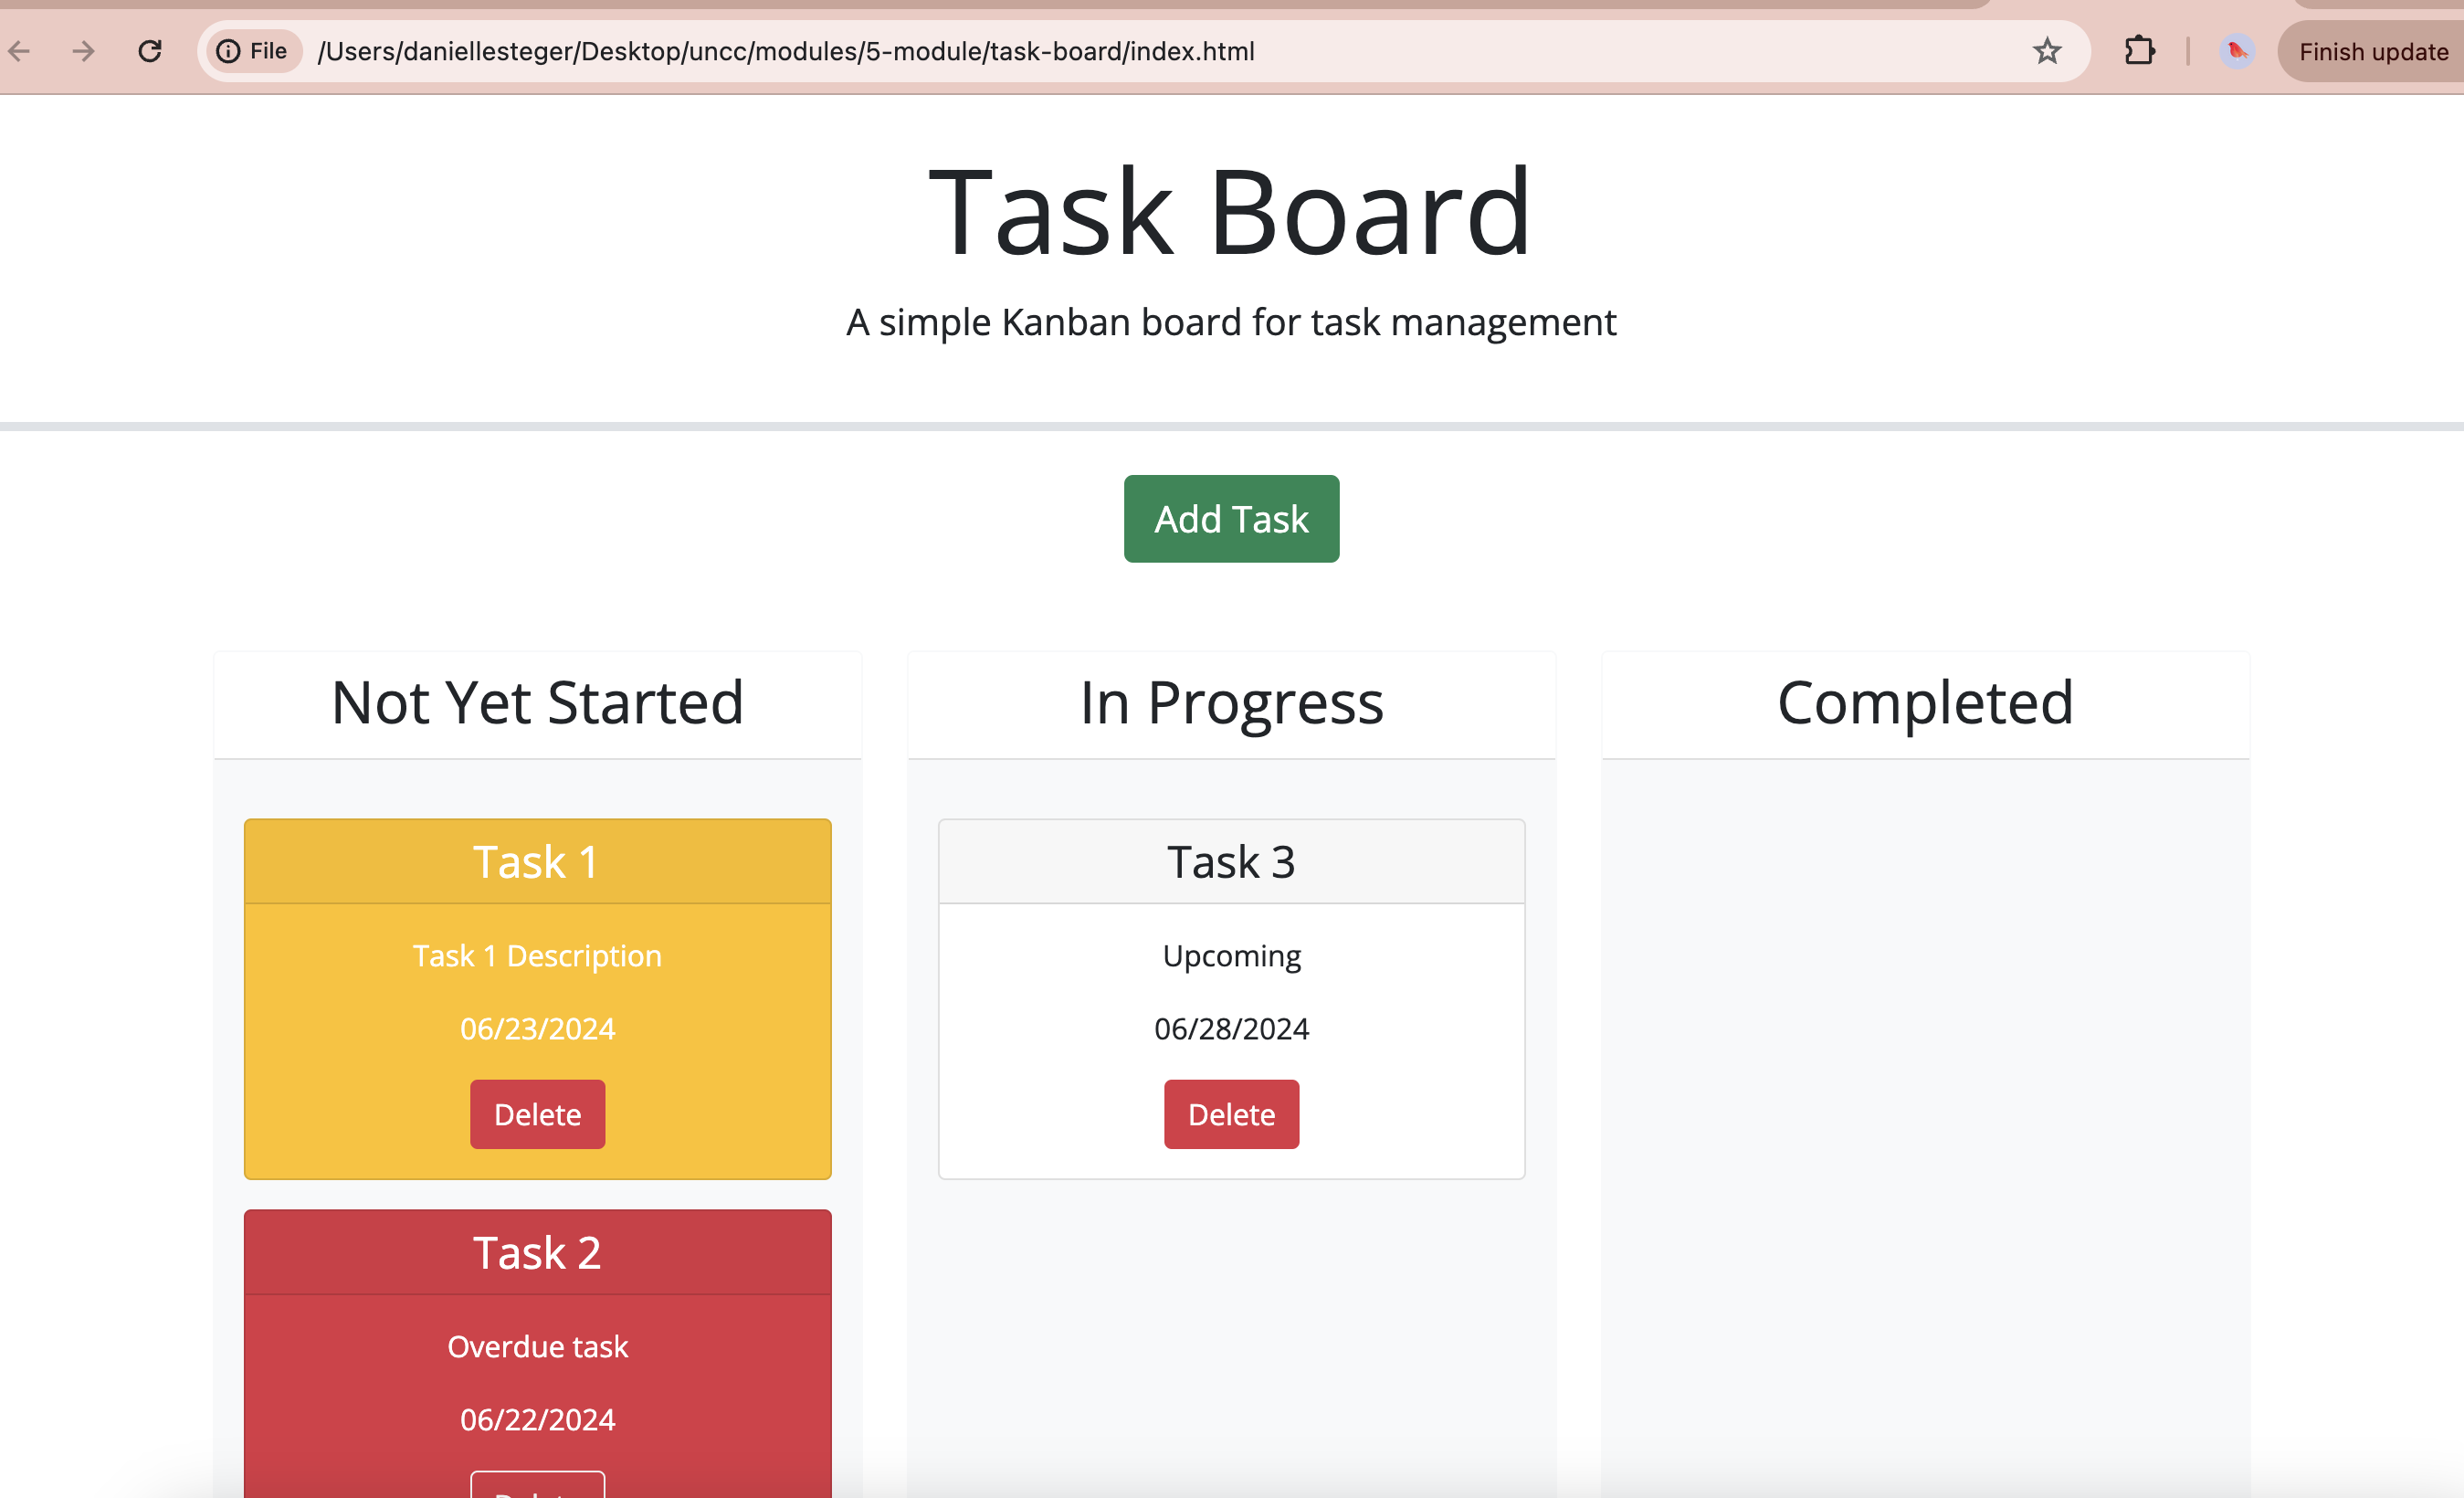 File /Users/daniellesteger/Desktop/uncc/modules/5-module/task-board/index.html Finish update
Task Board
A simple Kanban board for task management
Add Task
Not Yet Started
Task 1
Task 1 Description
06/23/2024
Delete
Task 2
Overdue task
06/22/2024
In Progress
Task 3
Upcoming
06/28/2024
Delete
Completed